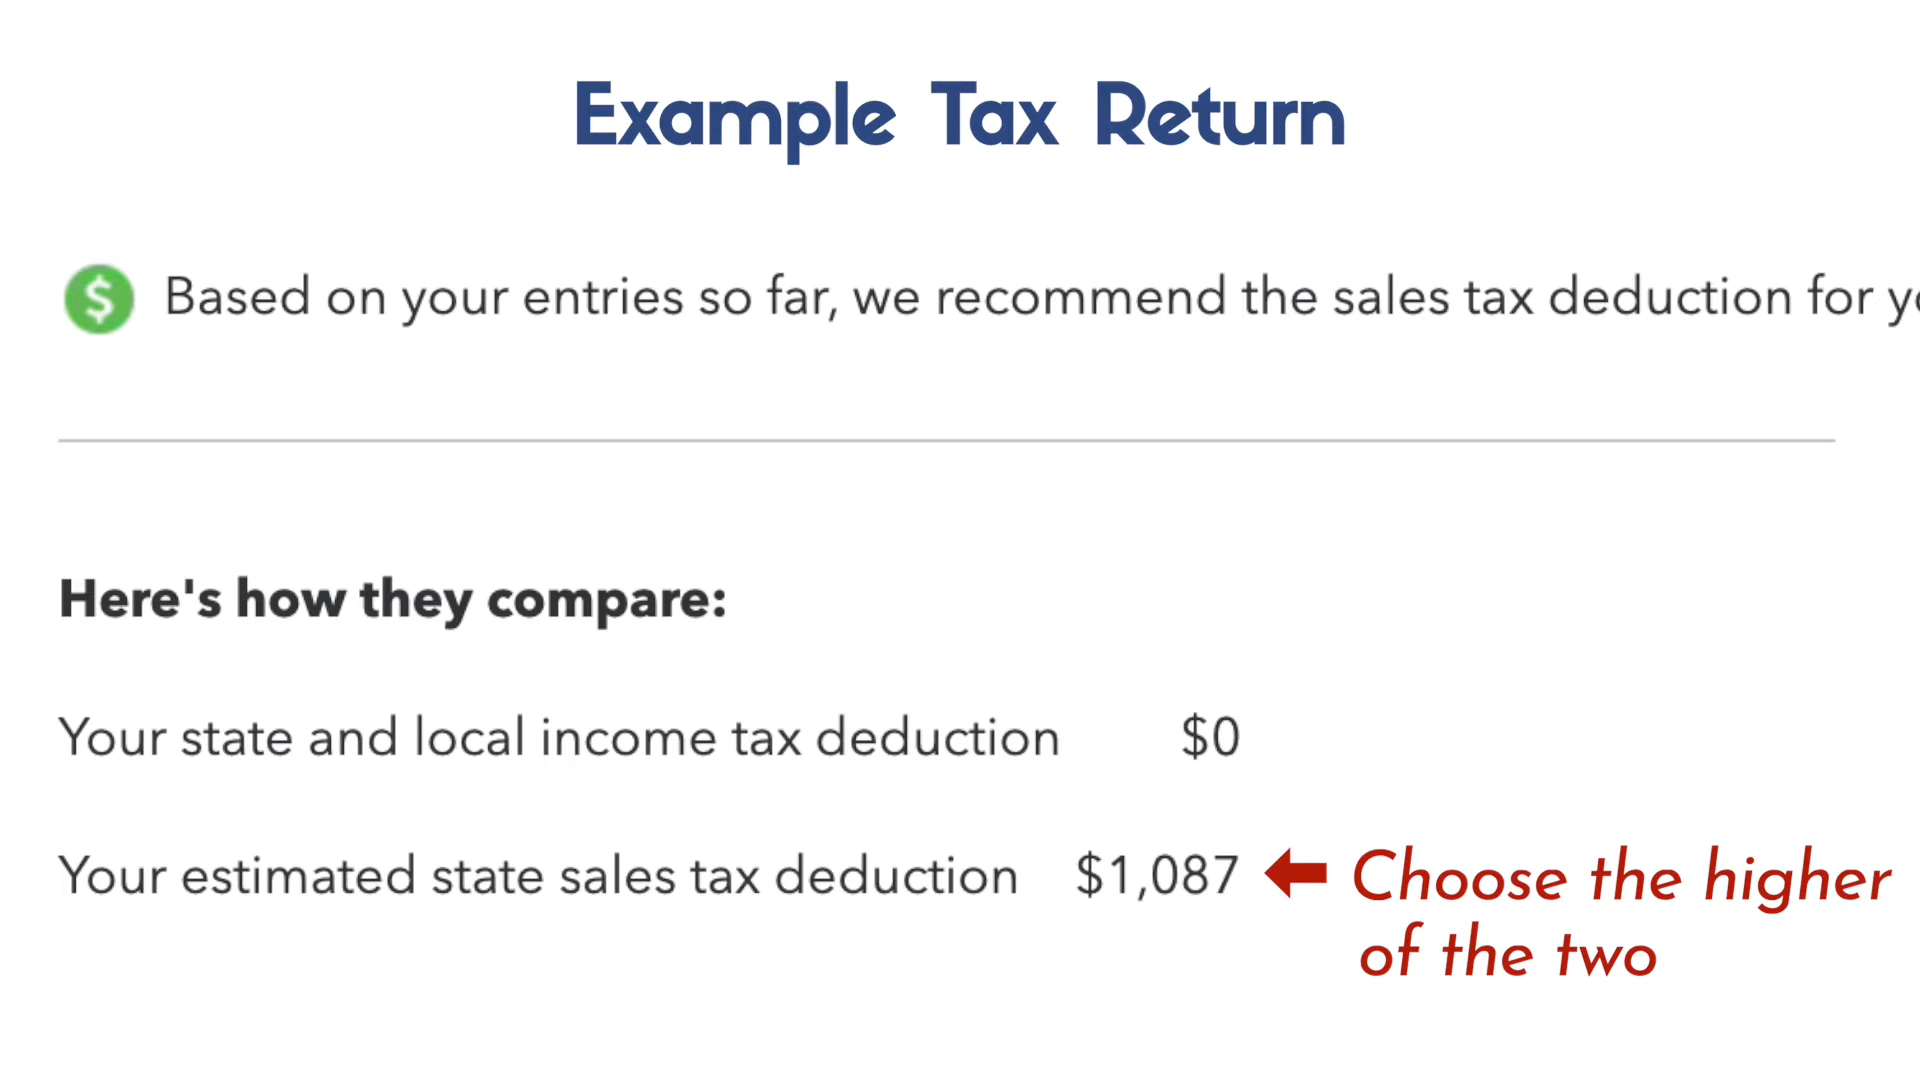 Example Tax Return
$ Based on your entries so far, we recommend the sales tax deduction for
Here's how they compare:
Your state and local income tax deduction $0
Your estimated state sales tax deduction $1,087 Choose the higher
of the two